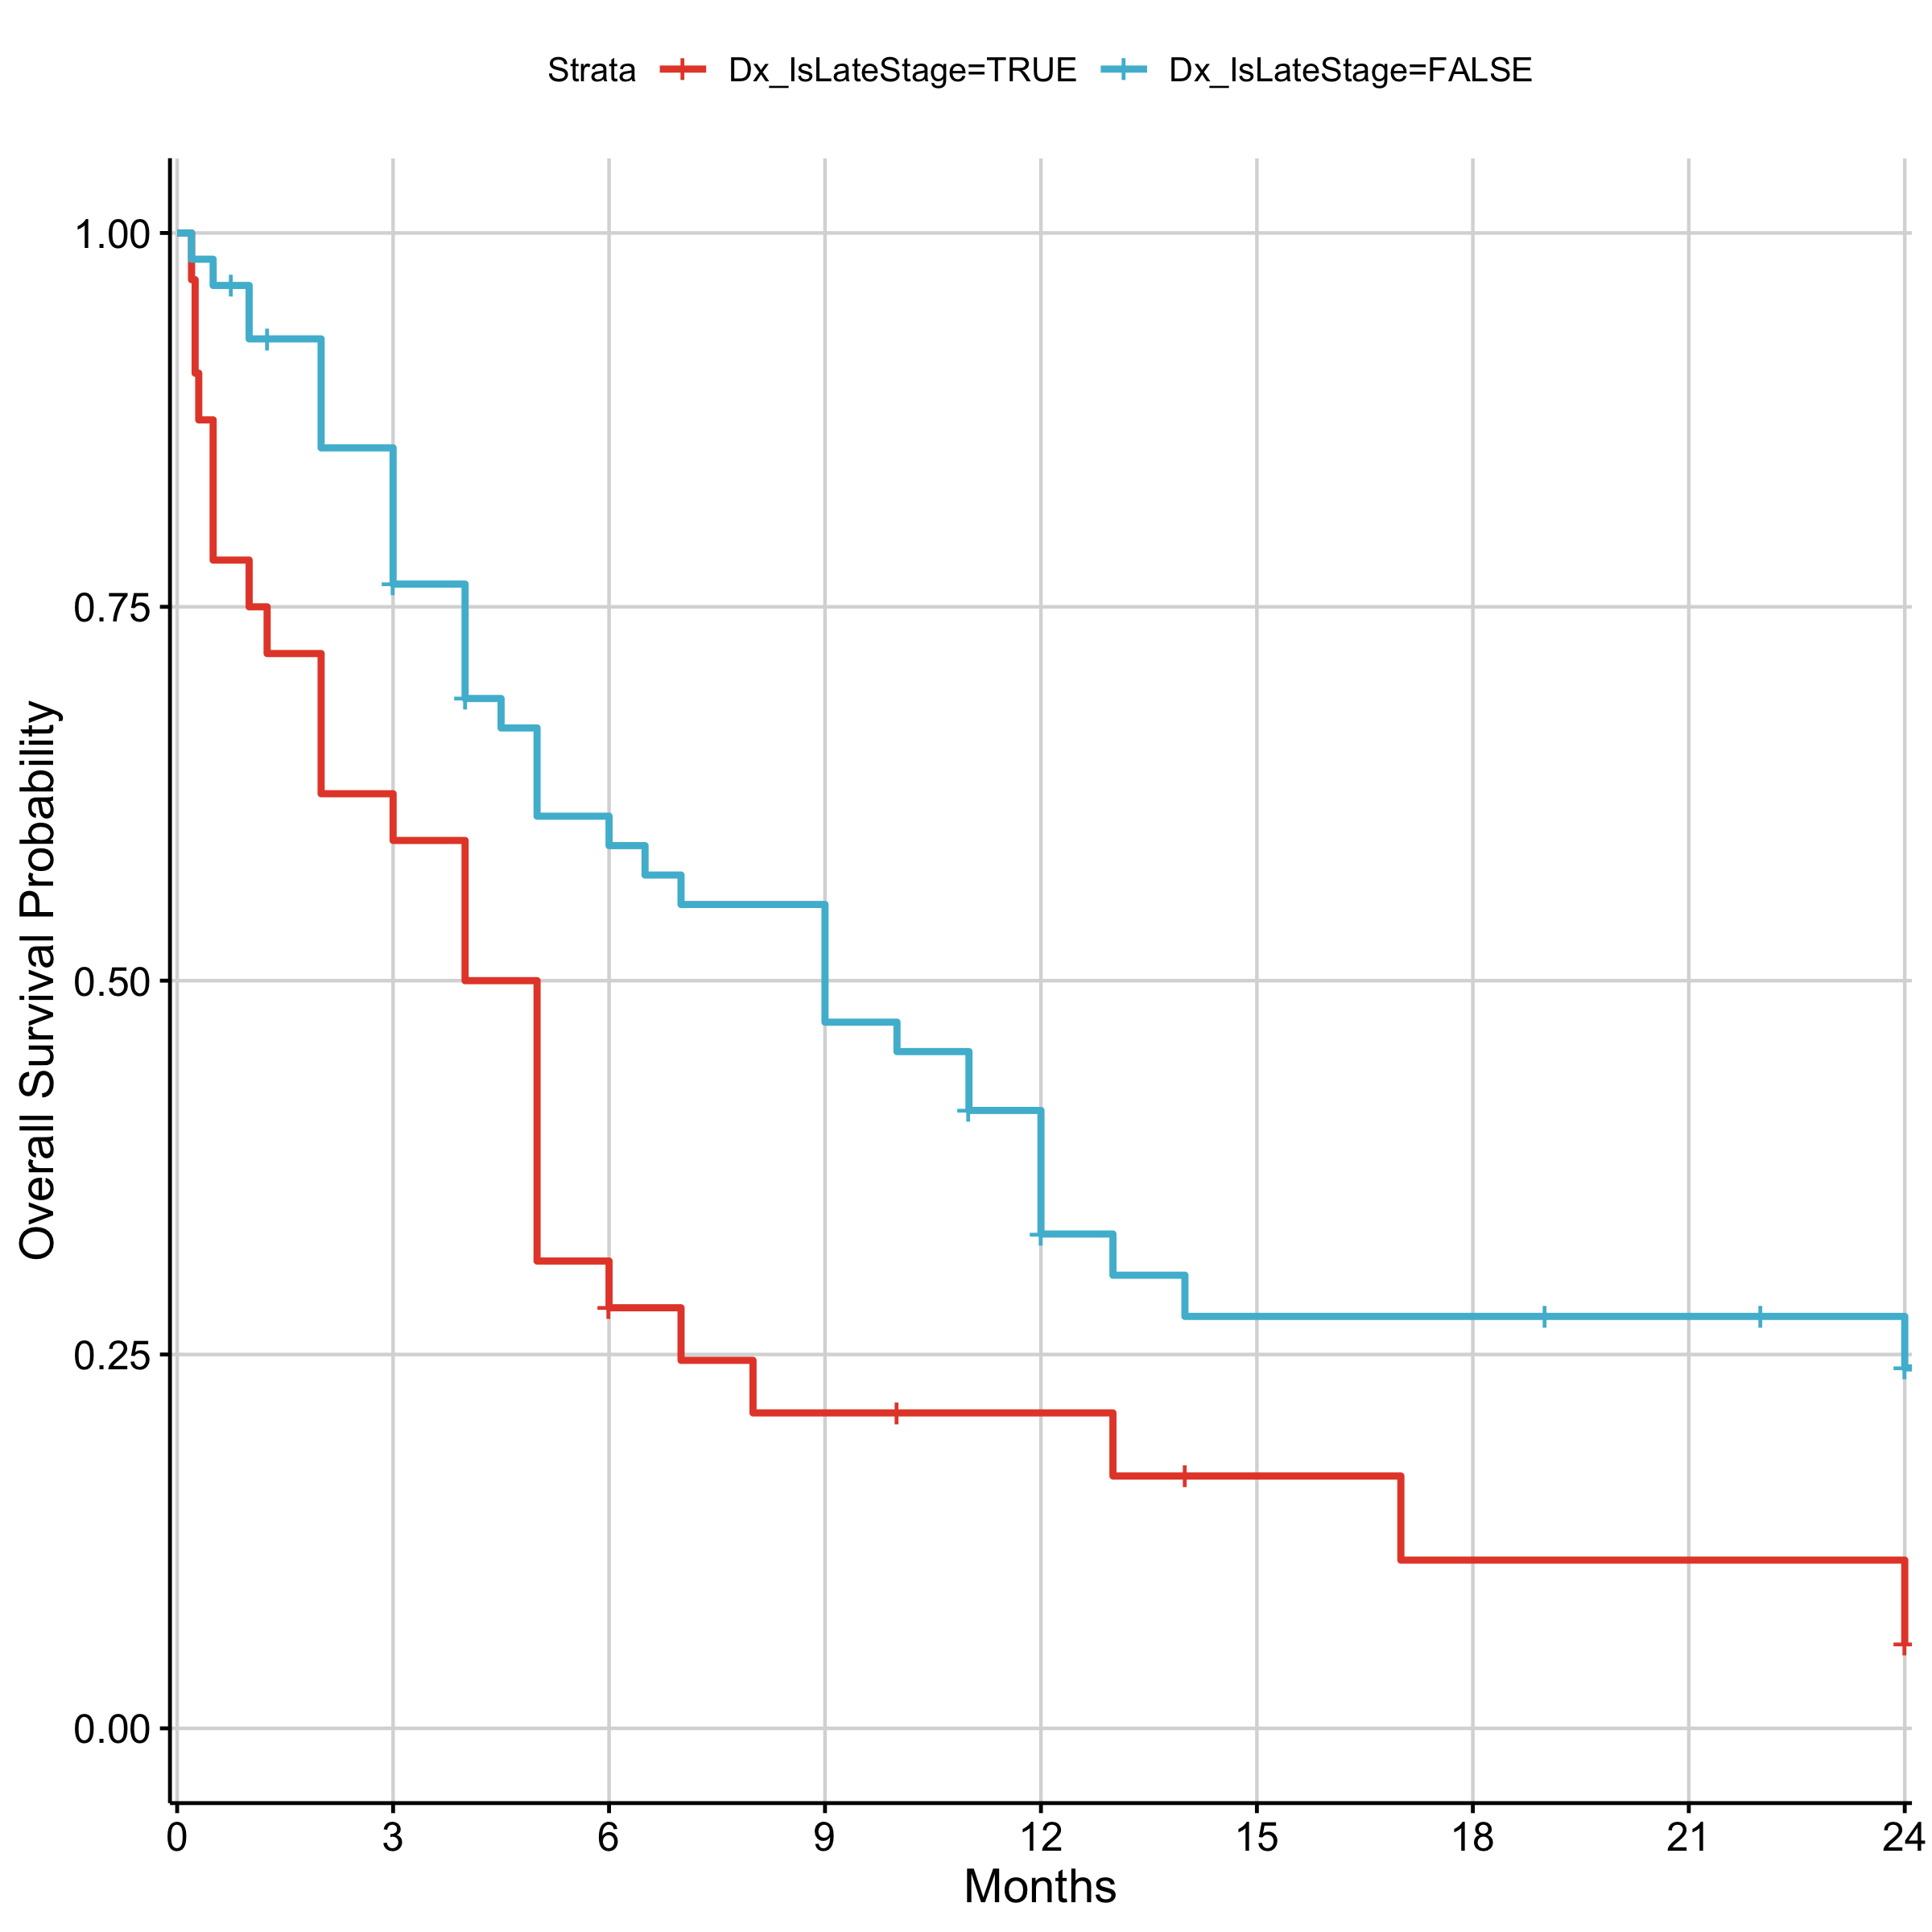 Strata Dx_IsLateStage=TRUE Dx_IsLateStage=FALSE
1.00
0.75
0.50
0.25
0.00
Overall Survival Probability
0 3 6 9 12 15 18 21 24
Months